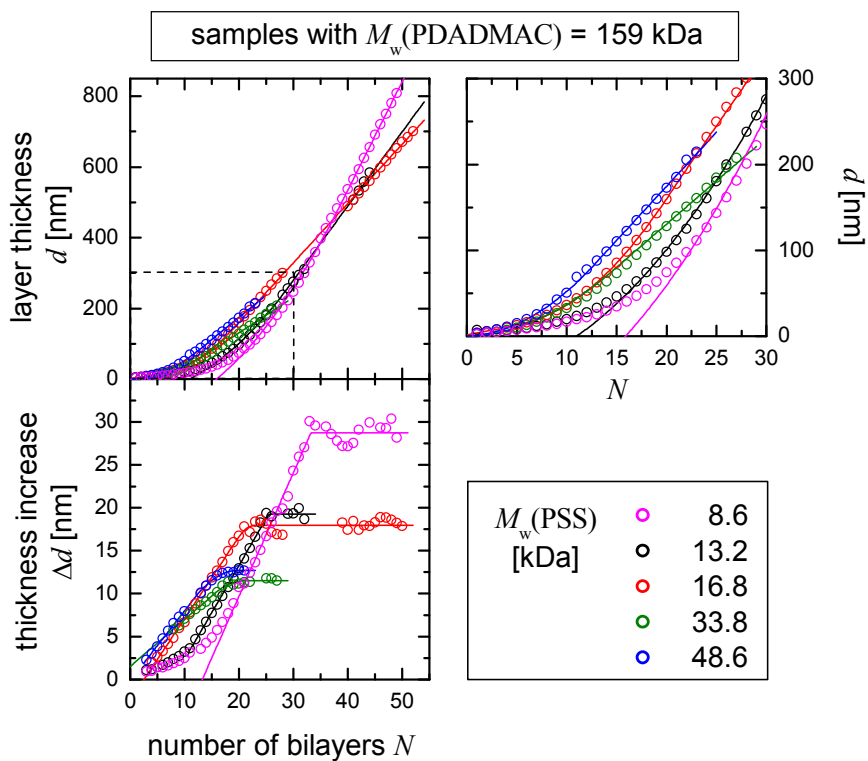 samples with Mw(PDADMAC) = 159 kDa
layer thickness
d [nm]
800
600
400
200
0
300
200
100
0
d [nm]
0 5 10 15 20 25 30
N
thickness increase
Δd [nm]
30
25
20
15
10
5
0
0 10 20 30 40 50
number of bilayers N
Mw(PSS)
[kDa]
8.6
13.2
16.8
33.8
48.6